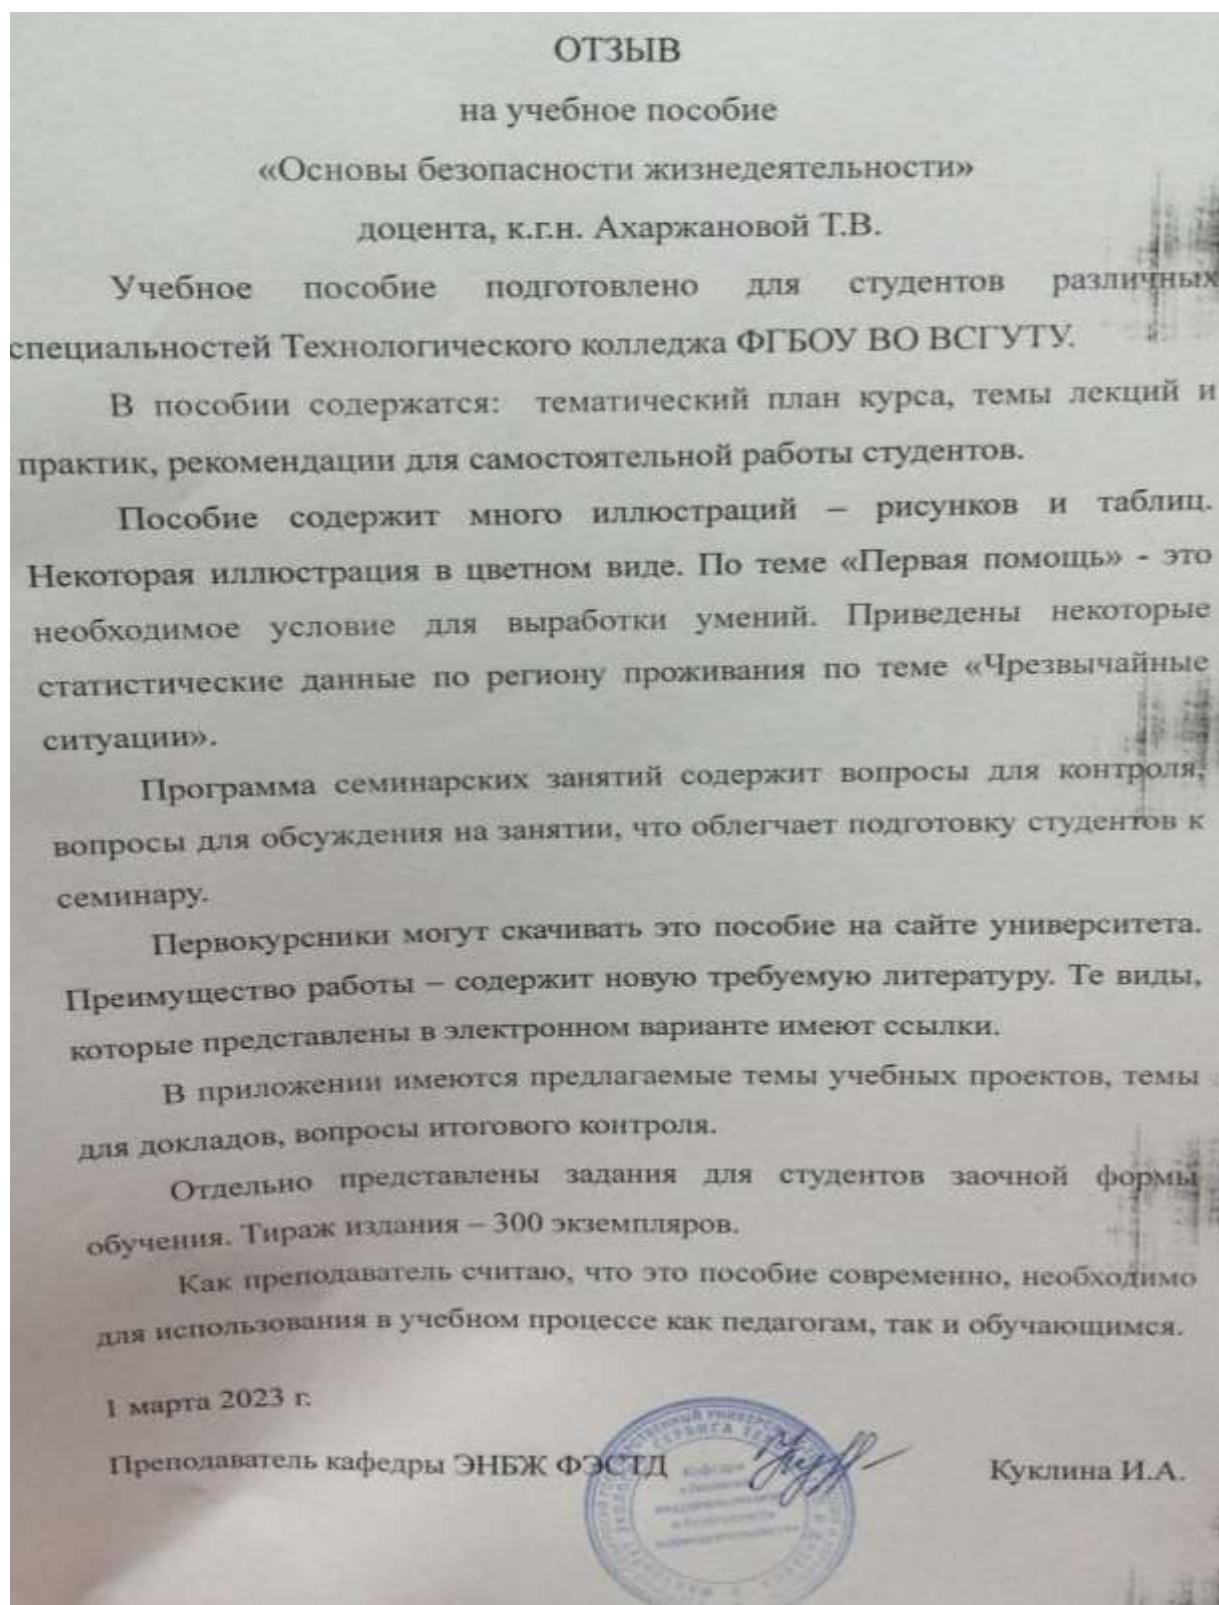 ОТЗЫВ
на учебное пособие
«Основы безопасности жизнедеятельности»
доцента, к.г.н. Ахаржановой Т.В.
Учебное пособие подготовлено для студентов различных
специальностей Технологического колледжа ФГБОУ ВО ВСГУТУ.
В пособии содержатся: тематический план курса, темы лекций и
практик, рекомендации для самостоятельной работы студентов.
Пособие содержит много иллюстраций – рисунков и таблиц.
Некоторая иллюстрация в цветном виде. По теме «Первая помощь» - это
необходимое условие для выработки умений. Приведены некоторые
статистические данные по региону проживания по теме «Чрезвычайные
ситуации».
Программа семинарских занятий содержит вопросы для контроля,
вопросы для обсуждения на занятии, что облегчает подготовку студентов к
семинару.
Первокурсники могут скачивать это пособие на сайте университета.
Преимущество работы – содержит новую требуемую литературу. Те виды,
которые представлены в электронном варианте имеют ссылки.
В приложении имеются предлагаемые темы учебных проектов, темы
для докладов, вопросы итогового контроля.
Отдельно представлены задания для студентов заочной формы
обучения. Тираж издания – 300 экземпляров.
Как преподаватель считаю, что это пособие современно, необходимо
для использования в учебном процессе как педагогам, так и обучающимся.
1 марта 2023 г.
Преподаватель кафедры ЭНБЖ ФЭСТД
Куклина И.А.